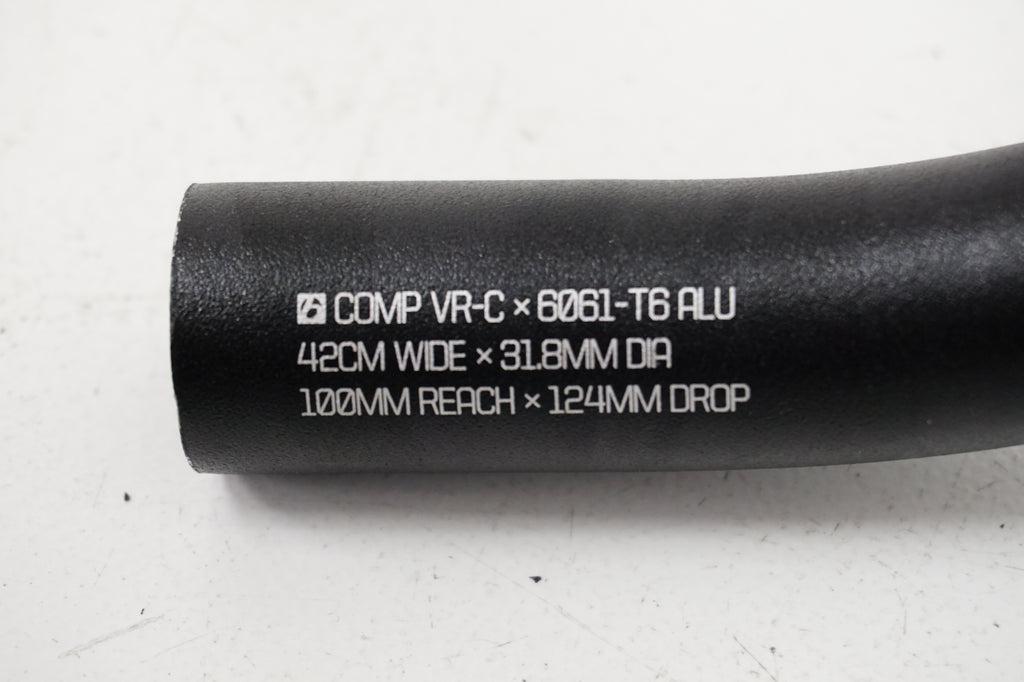 COMP VR-C × 6061-T6 ALU
42CM WIDE × 31.8MM DIA
100MM REACH × 124MM DROP